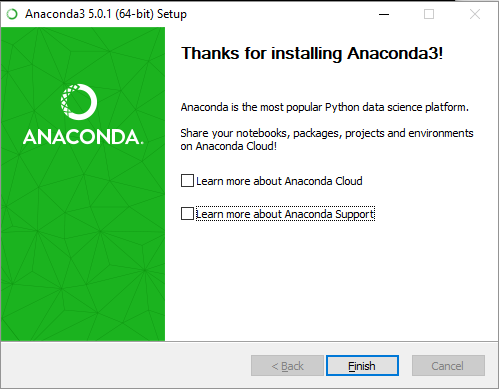 Anaconda3 5.0.1 (64-bit) Setup
Thanks for installing Anaconda3!
Anaconda is the most popular Python data science platform.
Share your notebooks, packages, projects and environments
on Anaconda Cloud!
ANACONDA.
Learn more about Anaconda Cloud
Learn more about Anaconda Support
< Back
Finish
Cancel